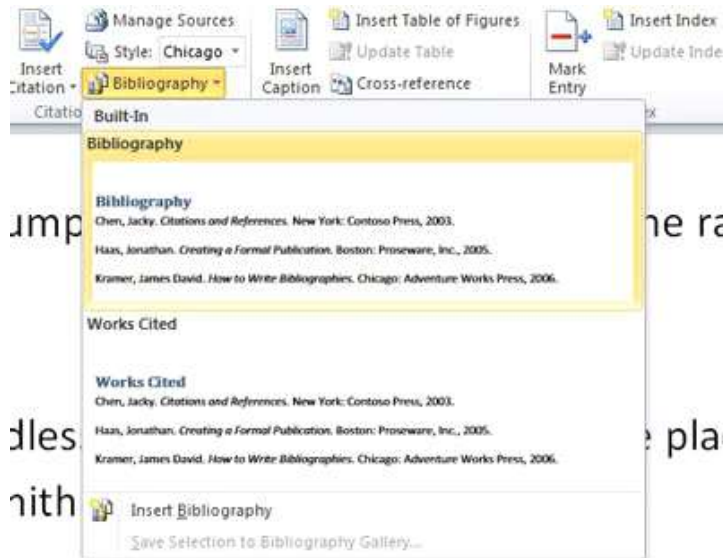 Manage Sources
Insert Table of Figures
Insert Index
Style: Chicago
Update Table
Update Inde
Insert
Citation
Bibliography
Insert
Caption
Cross-reference
Mark
Entry
Citatio
ex
Built-In
Bibliography
Bibliography
Chen, Jacky. Citations and References. New York: Contoso Press, 2003.
Haas, Jonathan. Creating a Formal Publication. Boston: Proseware, Inc., 2005.
Kramer, James David. How to Write Bibliographies. Chicago: Adventure Works Press, 2006.
ump
he ra
Works Cited
Works Cited
Chen, Jacky. Citations and References. New York: Contoso Press, 2003.
Haas, Jonathan. Creating a Formal Publication. Boston: Proseware, Inc., 2005.
Kramer, James David. How to Write Bibliographies. Chicago: Adventure Works Press, 2006.
dles
e pla
nith
Insert Bibliography
Save Selection to Bibliography Gallery...